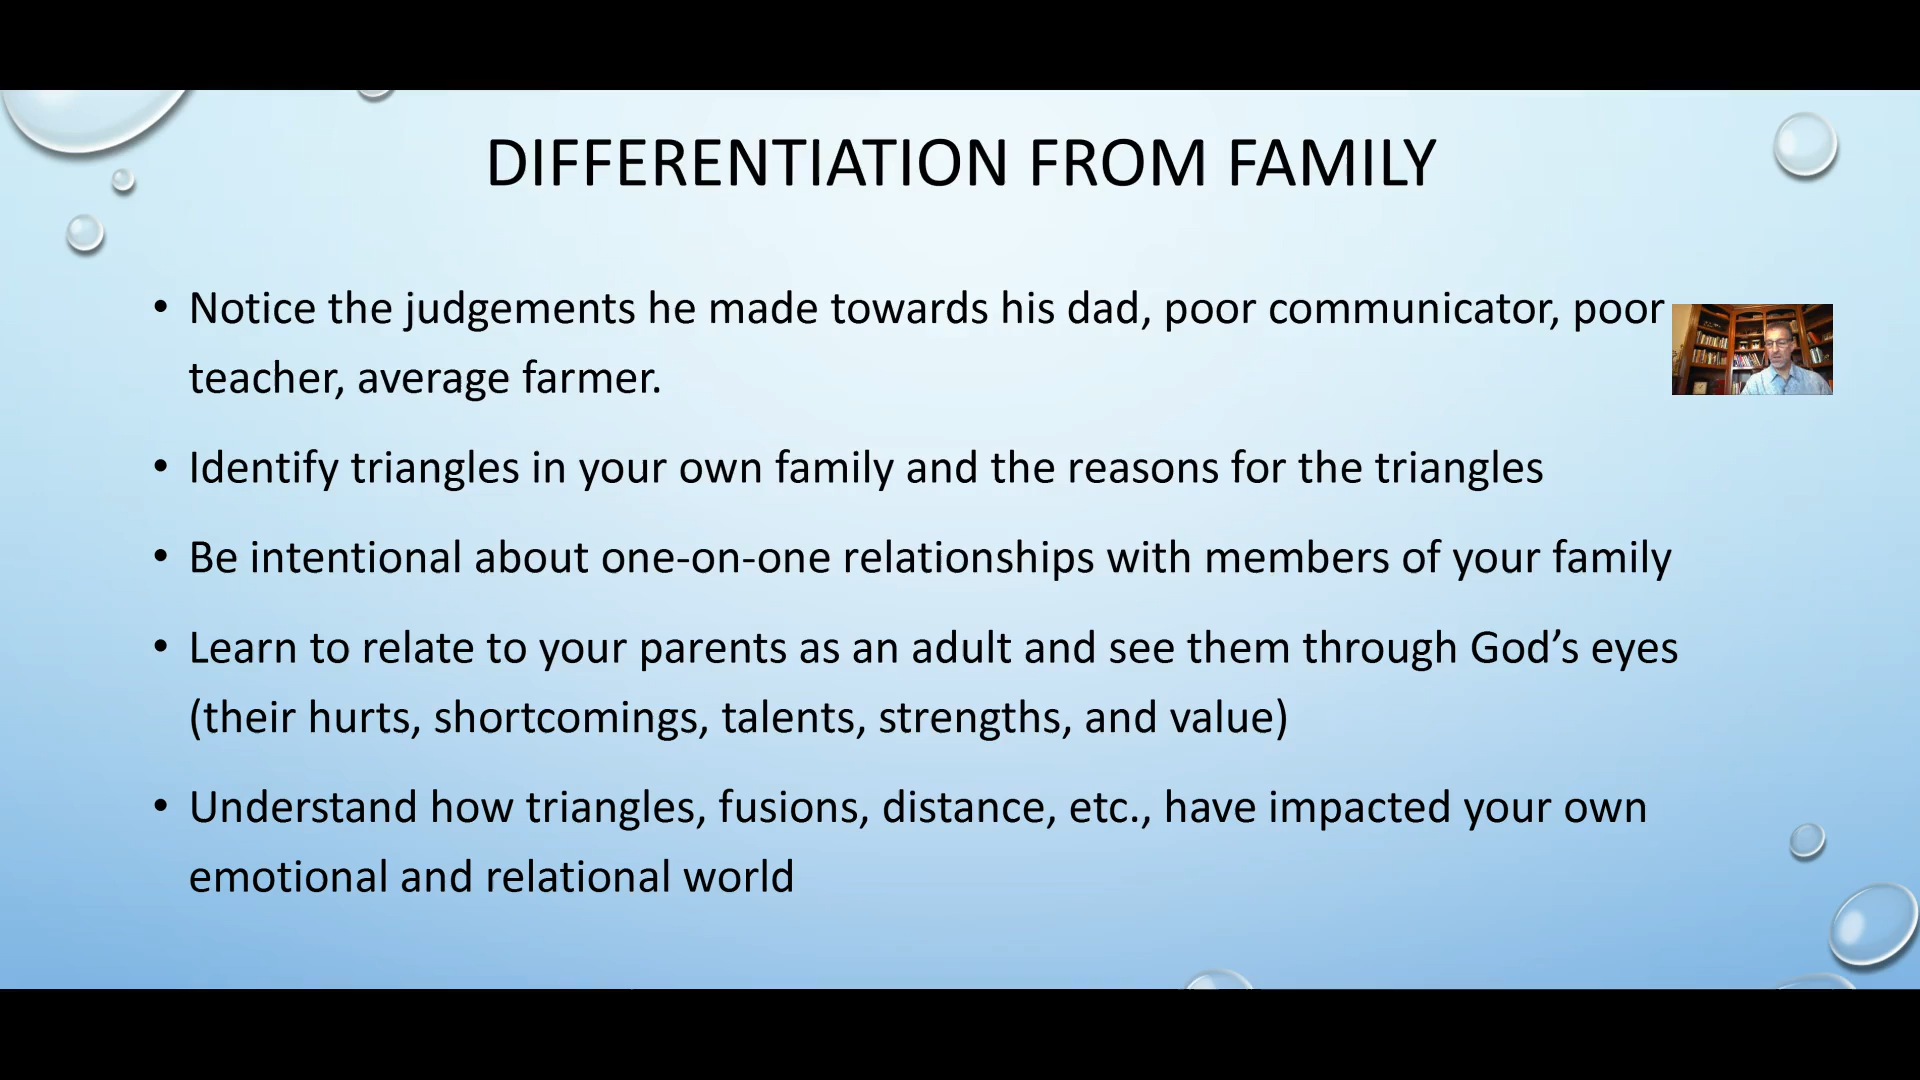 DIFFERENTIATION FROM FAMILY
• Notice the judgements he made towards his dad, poor communicator, poor
teacher, average farmer.
• Identify triangles in your own family and the reasons for the triangles
• Be intentional about one-on-one relationships with members of your family
• Learn to relate to your parents as an adult and see them through God’s eyes
(their hurts, shortcomings, talents, strengths, and value)
• Understand how triangles, fusions, distance, etc., have impacted your own
emotional and relational world